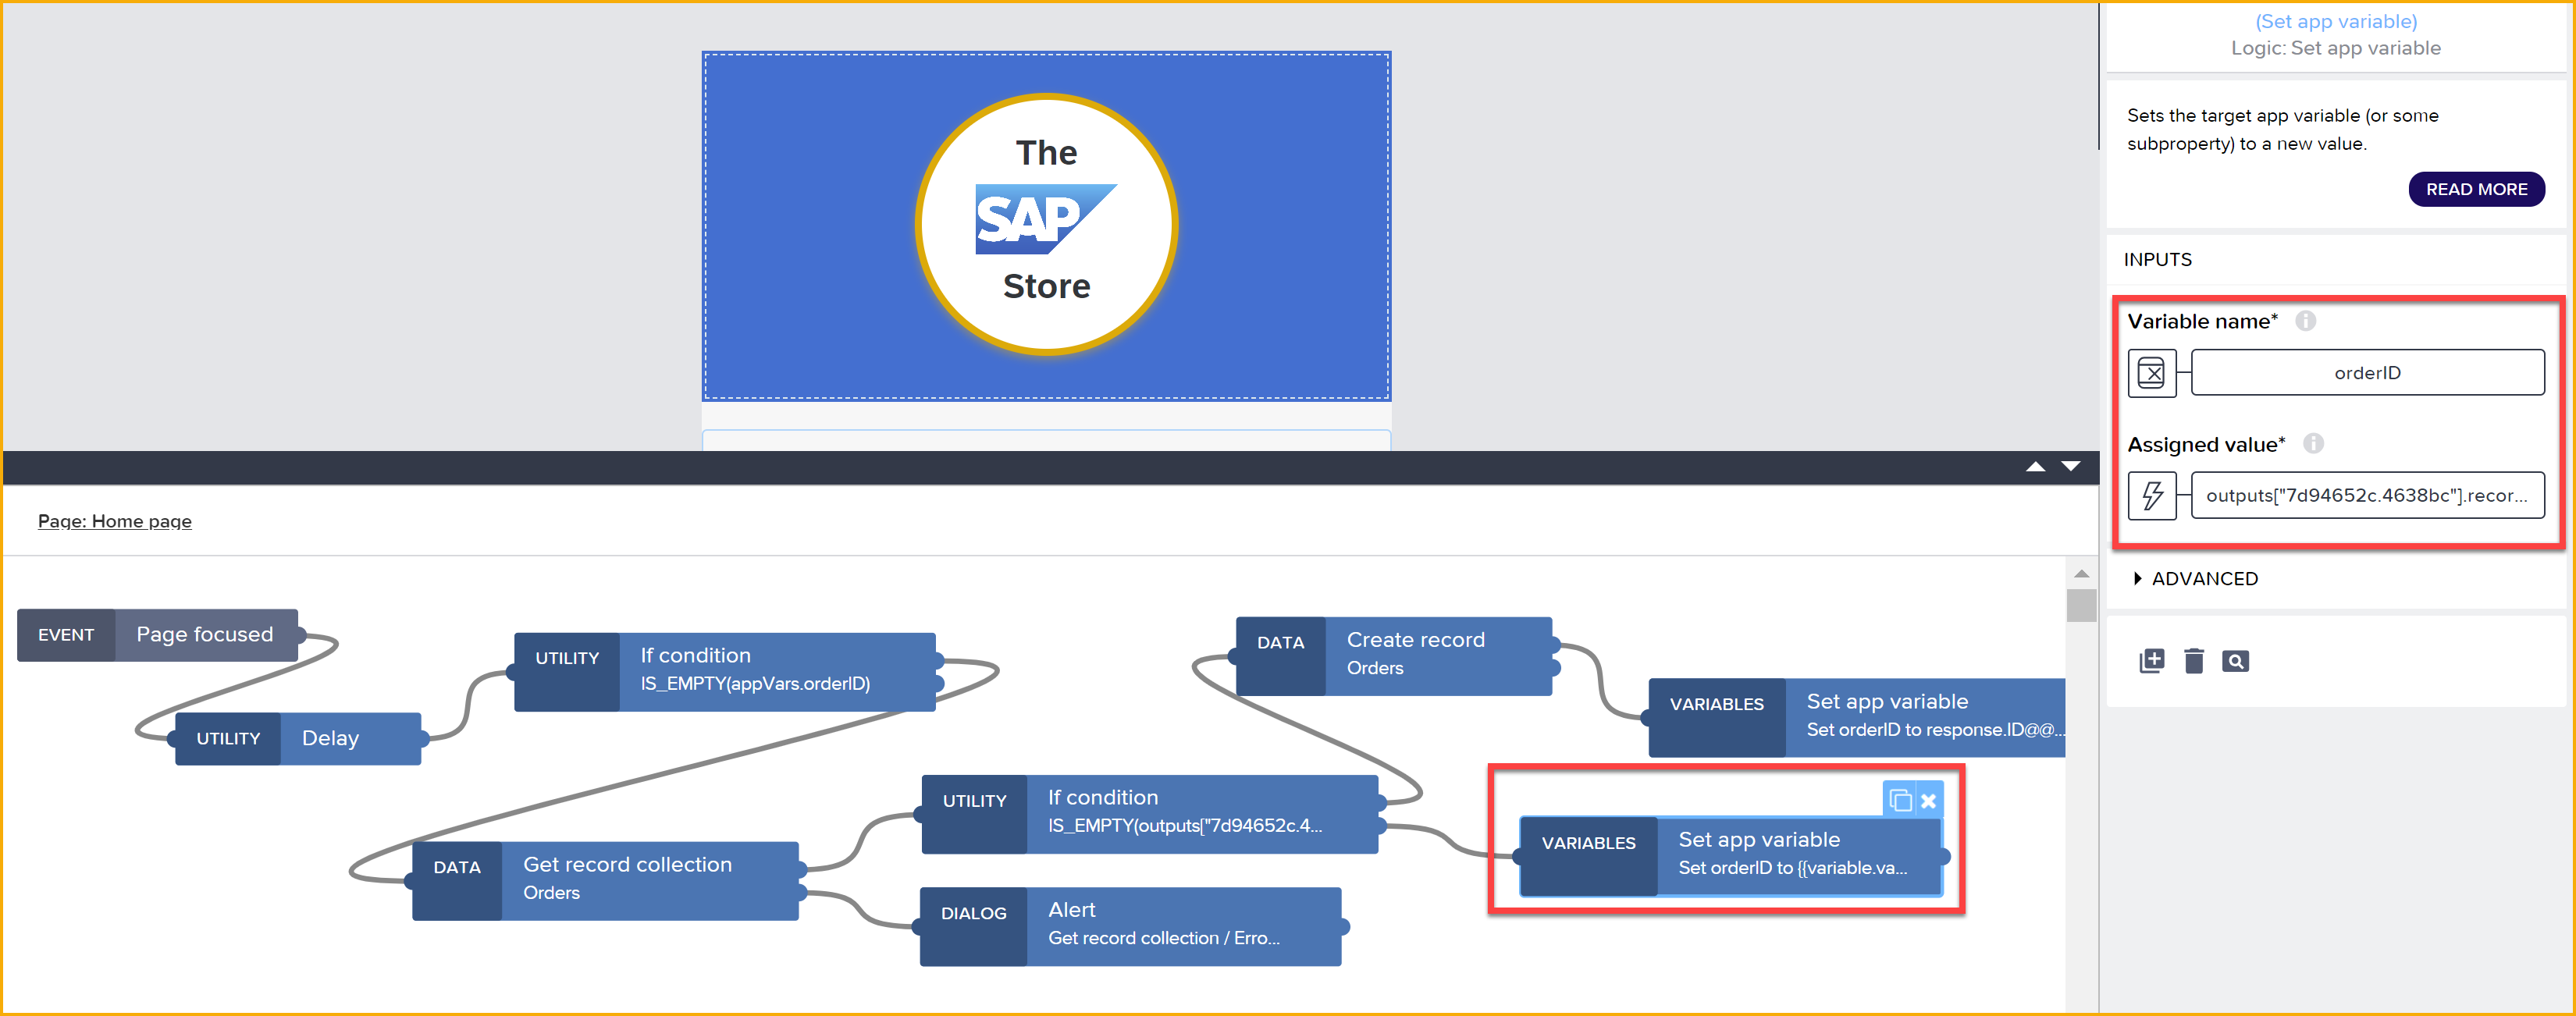 The
SAP
Store
(Set app variable)
Logic: Set app variable
Sets the target app variable (or some
subproperty) to a new value.
READ MORE
INPUTS
Variable name*
orderID
Assigned value*
outputs["7d94652c.4638bc"].recor...
ADVANCED
Page: Home page
EVENT
Page focused
UTILITY
Delay
UTILITY
If condition
IS_EMPTY(appVars.orderID)
DATA
Get record collection
Orders
UTILITY
If condition
IS_EMPTY(outputs["7d94652c.4...
DIALOG
Alert
Get record collection / Erro...
DATA
Create record
Orders
VARIABLES
Set app variable
Set orderID to response.ID@@...
VARIABLES
Set app variable
Set orderID to {{variable.va...